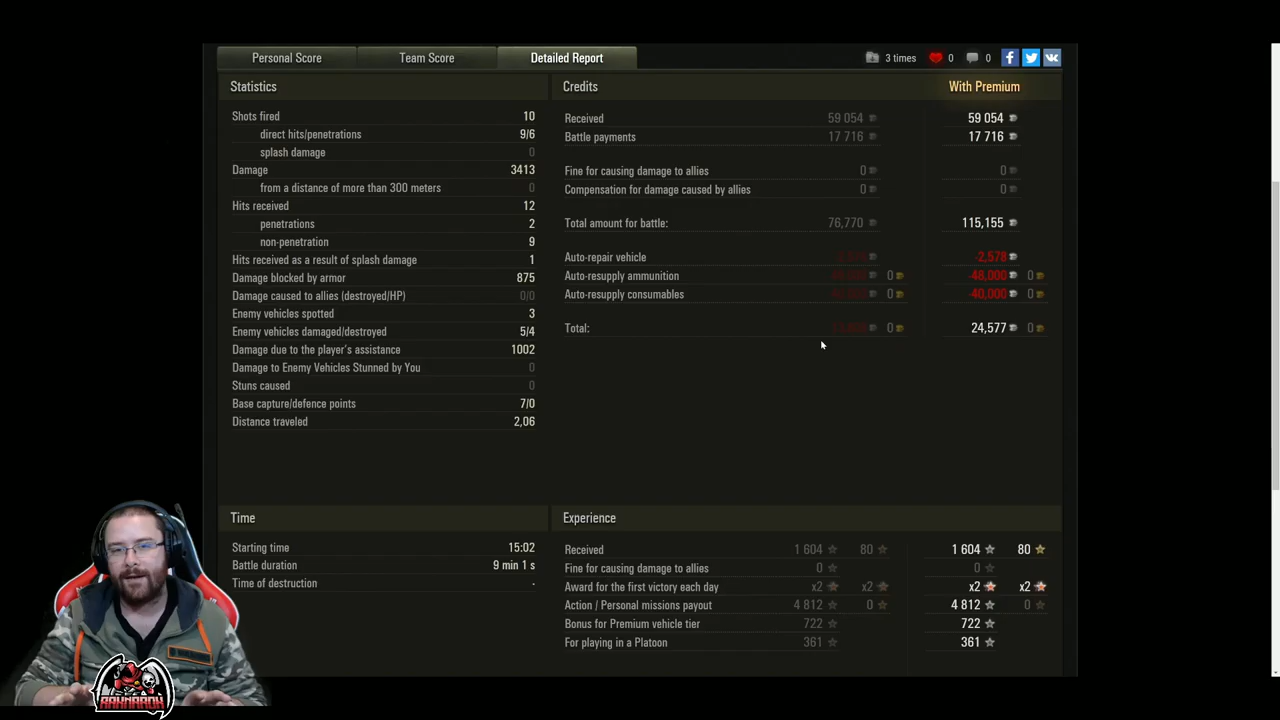 Personal Score Team Score Detailed Report 3 times 0 0
Statistics
Shots fired 10
direct hits/penetrations 9/6
splash damage 0
Damage 3413
from a distance of more than 300 meters 0
Hits received 12
penetrations 2
non-penetration 9
Hits received as a result of splash damage 1
Damage blocked by armor 875
Damage caused to allies (destroyed/HP) 0/0
Enemy vehicles spotted 3
Enemy vehicles damaged/destroyed 5/4
Damage due to the player's assistance 1002
Damage to Enemy Vehicles Stunned by You 0
Stuns caused 0
Base capture/defence points 7/0
Distance traveled 2,06
Credits With Premium
Received 59 054 59 054
Battle payments 17 716 17 716
Fine for causing damage to allies 0 0
Compensation for damage caused by allies 0 0
Total amount for battle: 76,770 115,155
Auto-repair vehicle -2,578
Auto-resupply ammunition 0 -48,000 0
Auto-resupply consumables 0 -40,000 0
Total: 0 24,577 0
Time
Starting time 15:02
Battle duration 9 min 1 s
Time of destruction -
Experience
Received 1 604 80 1 604 80
Fine for causing damage to allies 0 0
Award for the first victory each day x2 x2 x2 x2
Action / Personal missions payout 4 812 0 4 812 0
Bonus for Premium vehicle tier 722 722
For playing in a Platoon 361 361
RAGNAROK